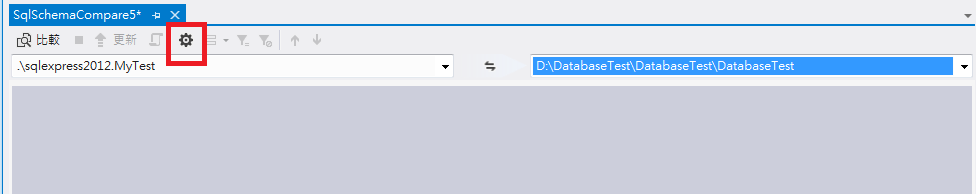 SqlSchemaCompare5*
比較 更新
.\sqlexpress2012.MyTest D:\DatabaseTest\DatabaseTest\DatabaseTest